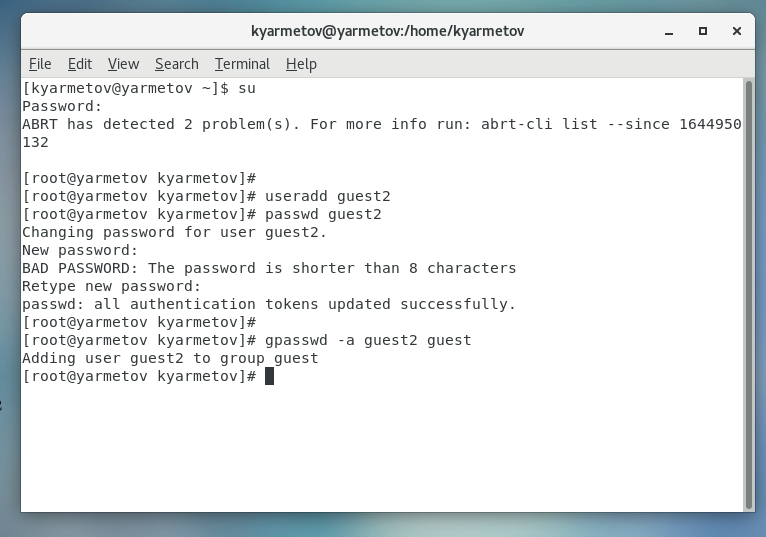 kyarmetov@yarmetov:/home/kyarmetov
File Edit View Search Terminal Help
[kyarmetov@yarmetov ~]$ su
Password:
ABRT has detected 2 problem(s). For more info run: abrt-cli list --since 1644950
132
[root@yarmetov kyarmetov]#
[root@yarmetov kyarmetov]# useradd guest2
[root@yarmetov kyarmetov]# passwd guest2
Changing password for user guest2.
New password:
BAD PASSWORD: The password is shorter than 8 characters
Retype new password:
passwd: all authentication tokens updated successfully.
[root@yarmetov kyarmetov]#
[root@yarmetov kyarmetov]# gpasswd -a guest2 guest
Adding user guest2 to group guest
[root@yarmetov kyarmetov]#